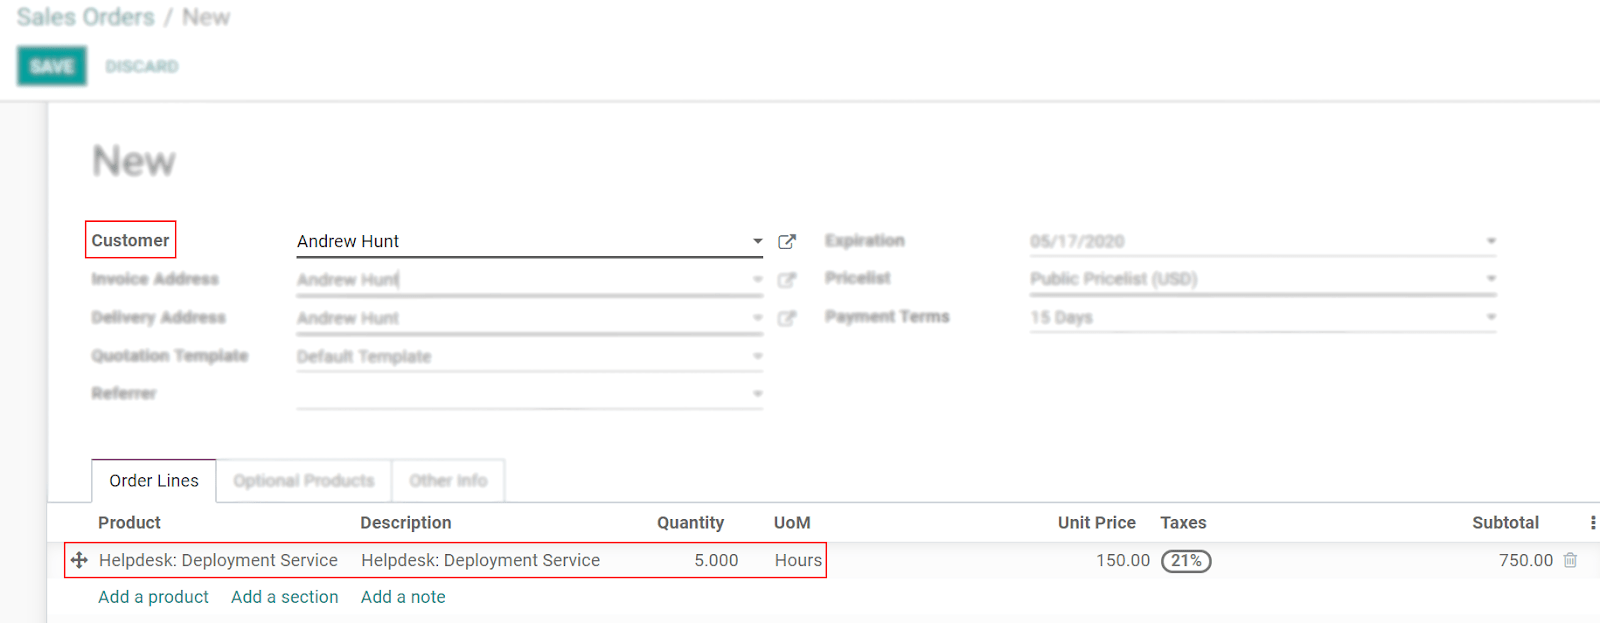 Sales Orders / New
SAVE DISCARD
New
Customer Andrew Hunt Expiration 05/17/2020
Invoice Address Andrew Hunt Pricelist Public Pricelist (USD)
Delivery Address Andrew Hunt Payment Terms 15 Days
Quotation Template Default Template
Referrer
Order Lines Optional Products Other Info
Product Description Quantity UoM Unit Price Taxes Subtotal
Helpdesk: Deployment Service Helpdesk: Deployment Service 5.000 Hours 150.00 21% 750.00
Add a product Add a section Add a note